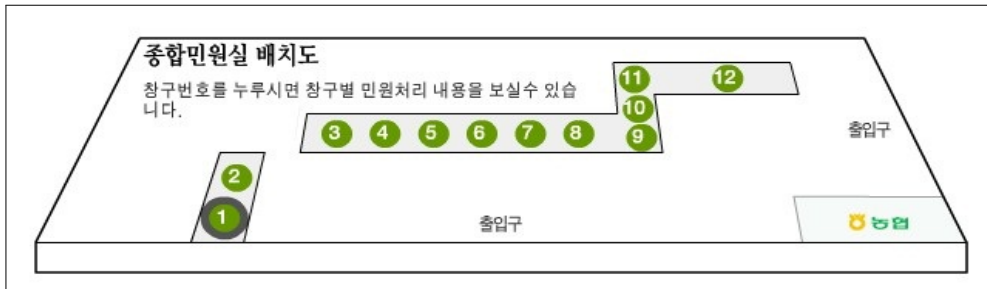 종합민원실 배치도
창구번호를 누루시면 창구별 민원처리 내용을 보실수 있습
니다.
11 12
10
3 4 5 6 7 8 9
출입구
2
1
출입구
농협